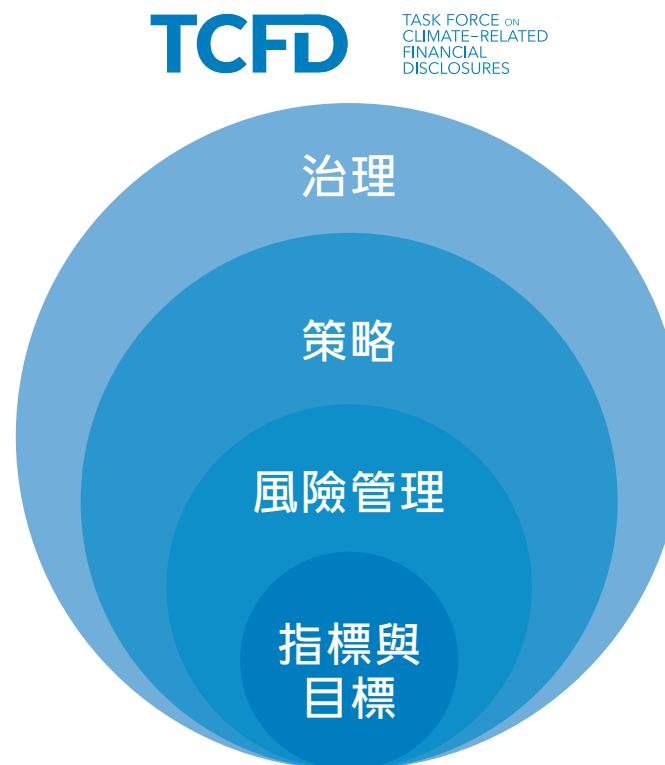 TCFD
TASK FORCE ON
CLIMATE-RELATED
FINANCIAL
DISCLOSURES
治理
策略
風險管理
指標與
目標